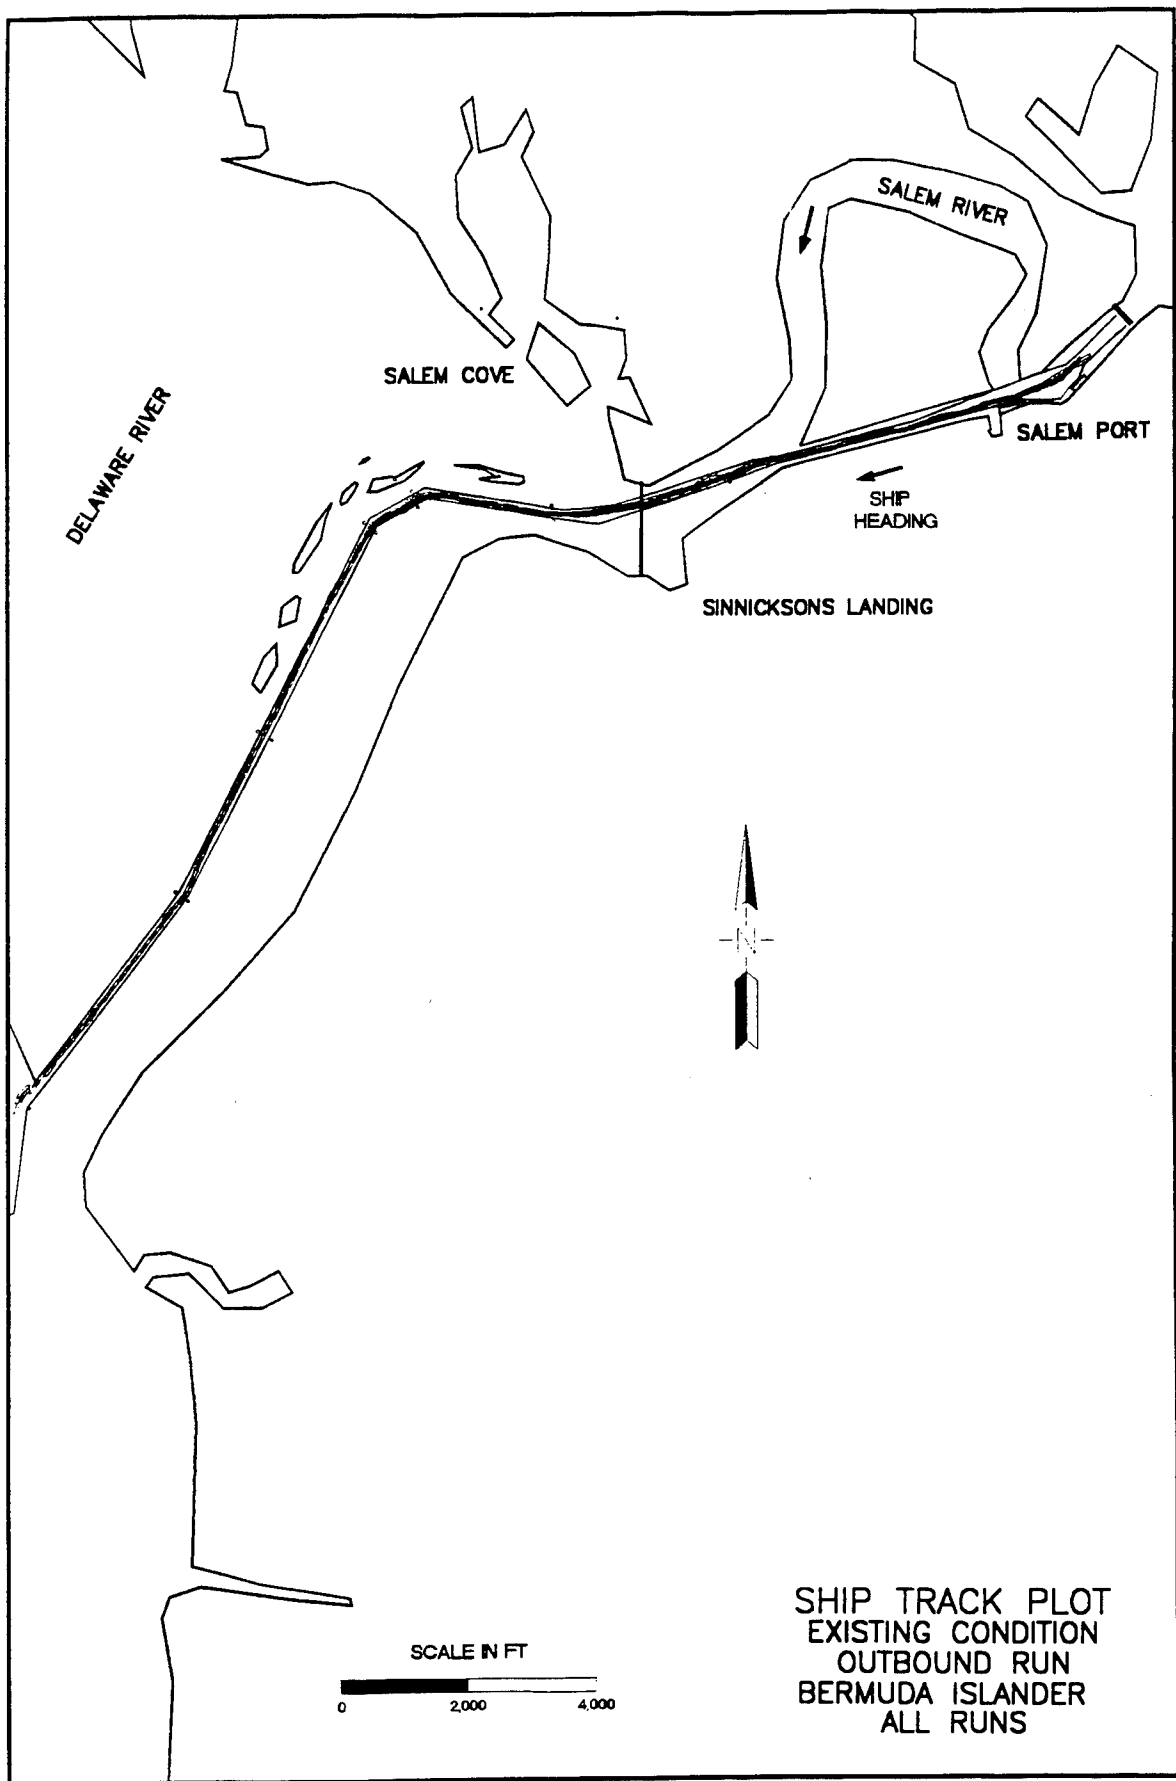 SALEM RIVER
SALEM COVE
DELAWARE RIVER
SALEM PORT
SHIP
HEADING
SINNICKSONS LANDING
N
SCALE IN FT
0 2,000 4,000
SHIP TRACK PLOT
EXISTING CONDITION
OUTBOUND RUN
BERMUDA ISLANDER
ALL RUNS